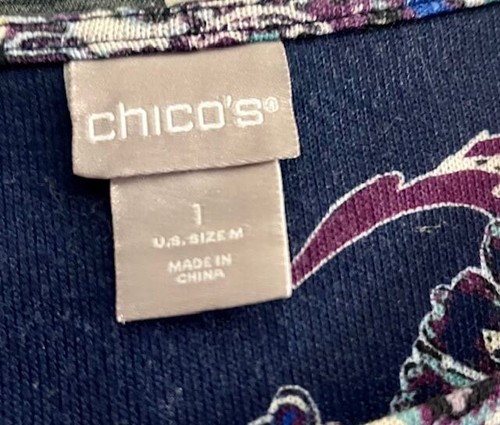 chico's®
1
U.S. SIZE M
MADE IN
CHINA